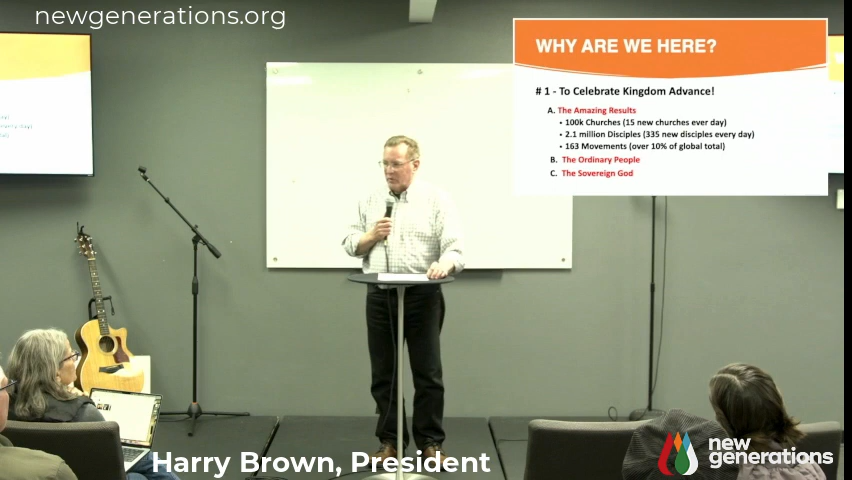 newgenerations.org
WHY ARE WE HERE?
# 1 - To Celebrate Kingdom Advance!
A. The Amazing Results
• 100k Churches (15 new churches ever day)
• 2.1 million Disciples (335 new disciples every day)
• 163 Movements (over 10% of global total)
B. The Ordinary People
C. The Sovereign God
Harry Brown, President
new
generations